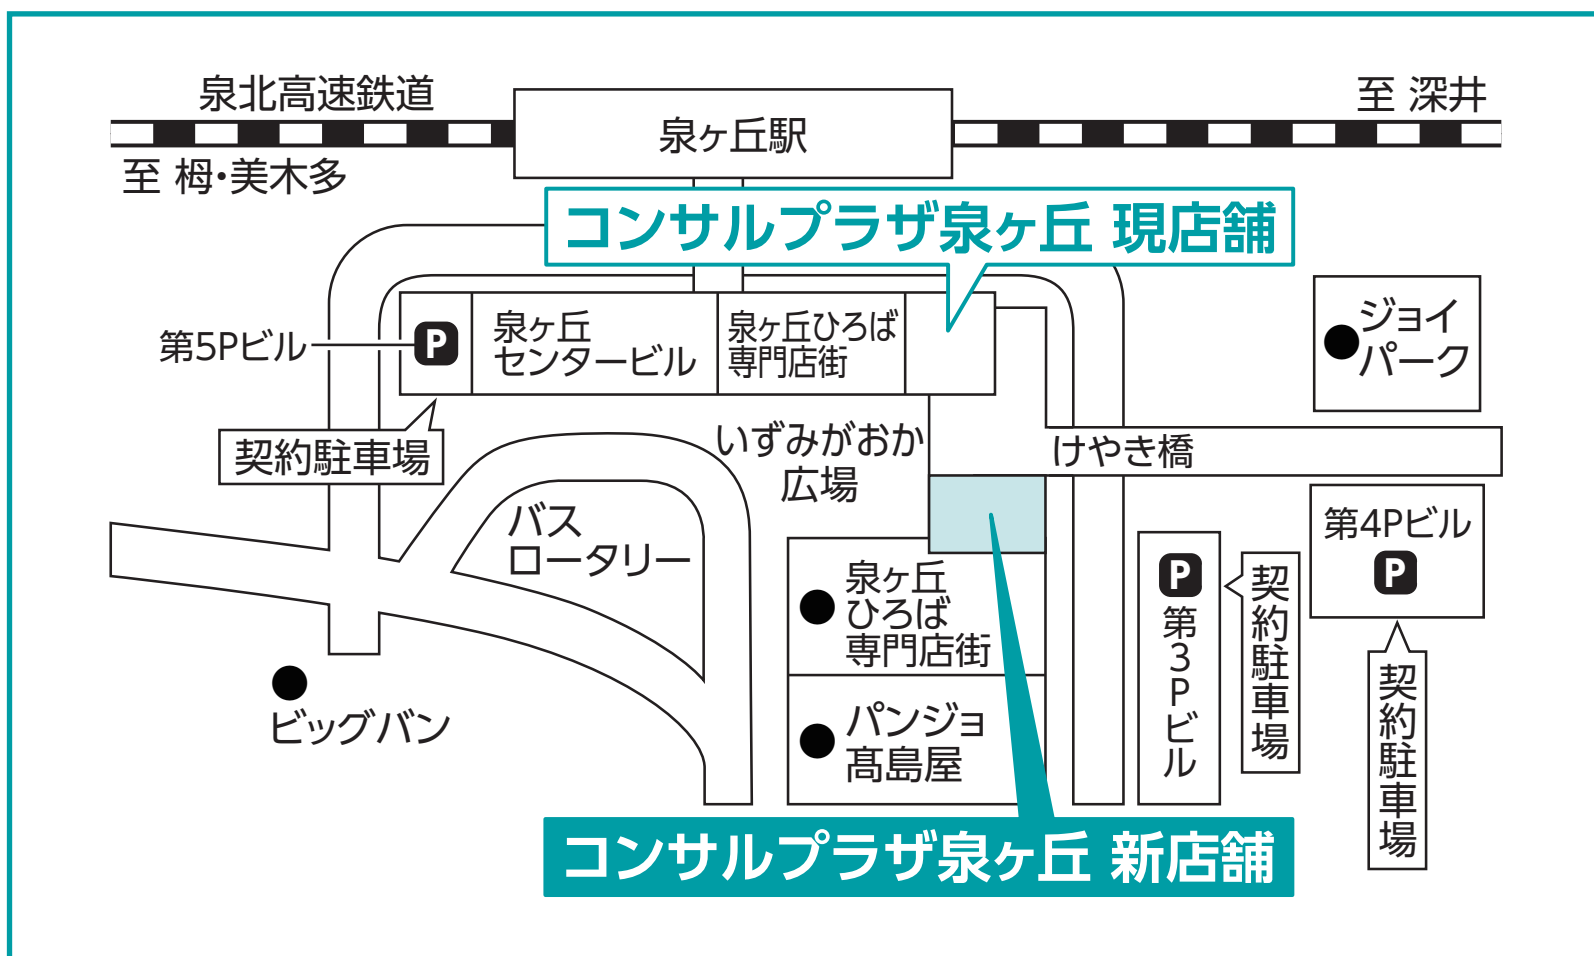 泉北高速鉄道
至 深井
泉ヶ丘駅
至 栂・美木多
コンサルプラザ泉ヶ丘 現店舗
第5Pビル
P
泉ヶ丘
センタービル
泉ヶ丘ひろば
専門店街
ジョイ
パーク
契約駐車場
いずみがおか
広場
けやき橋
バス
ロータリー
第4Pビル
P
泉ヶ丘
ひろば
専門店街
P
第3Pビル
契約駐車場
契約駐車場
ビッグバン
パンジョ
髙島屋
コンサルプラザ泉ヶ丘 新店舗